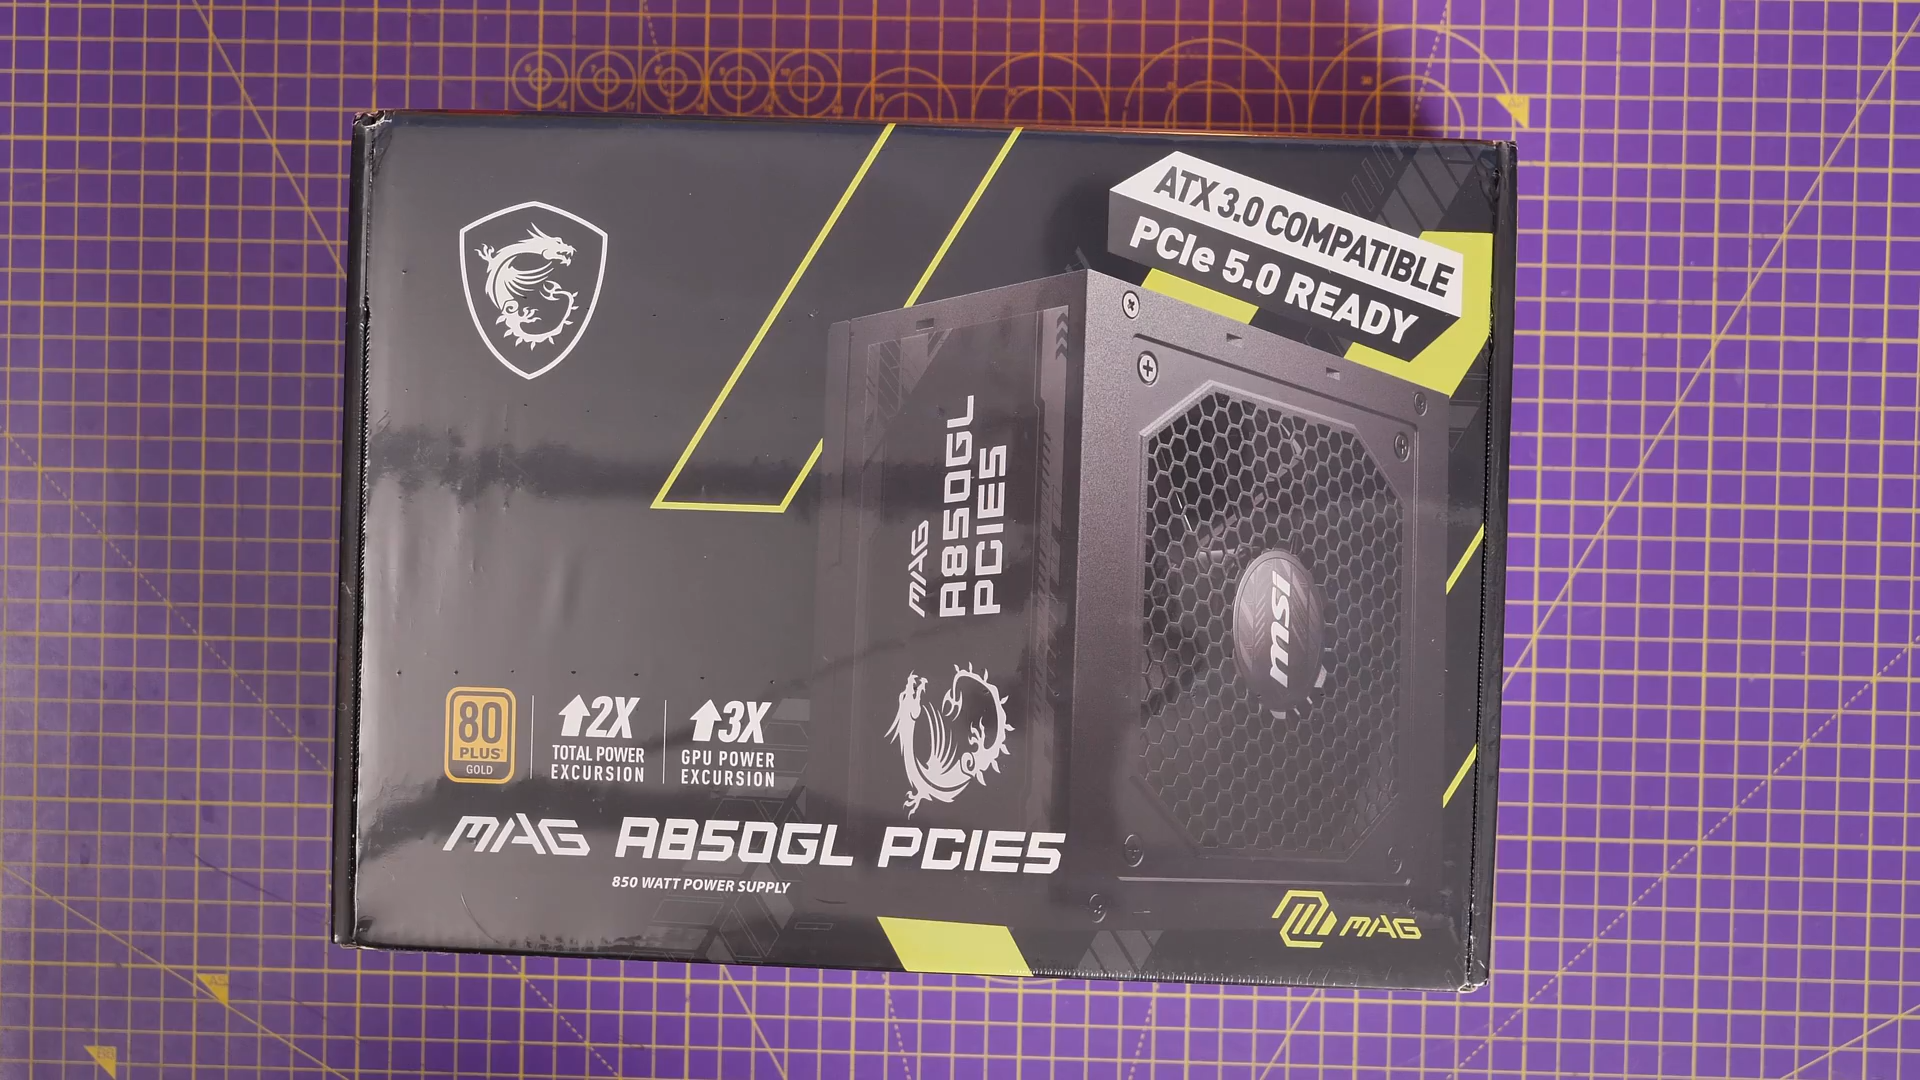 ATX 3.0 COMPATIBLE
PCIe 5.0 READY
MAG
A850GL
PCIE5
msi
80
PLUS
GOLD
2X
TOTAL POWER
EXCURSION
3X
GPU POWER
EXCURSION
MAG A850GL PCIE5
850 WATT POWER SUPPLY
MAG